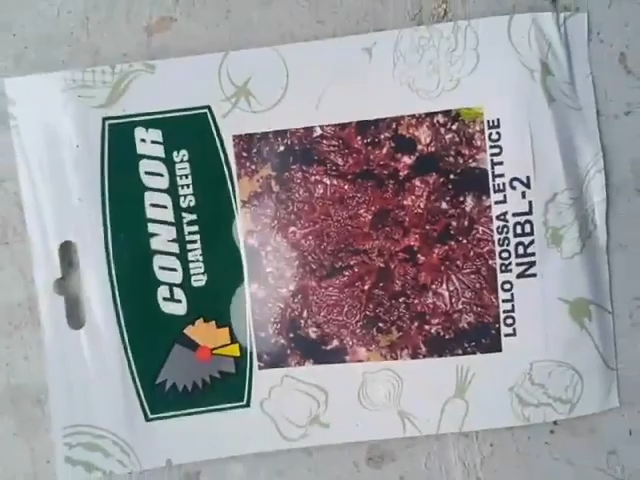 CONDOR
QUALITY SEEDS
LOLLO ROSSA LETTUCE
NRBL-2